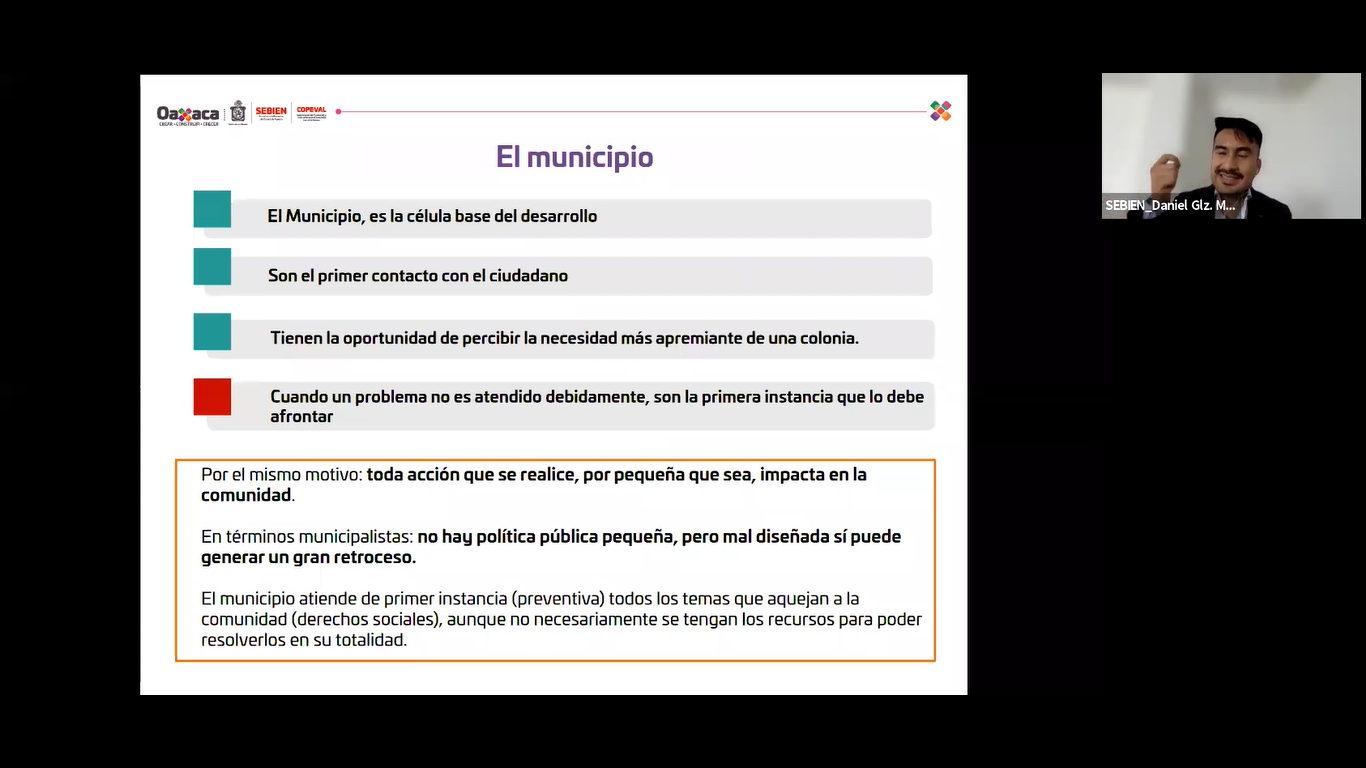 Oaxaca
CREAR • CONSTRUIR • CRECER
SEBIEN
COPEVAL
El municipio
El Municipio, es la célula base del desarrollo
Son el primer contacto con el ciudadano
Tienen la oportunidad de percibir la necesidad más apremiante de una colonia.
Cuando un problema no es atendido debidamente, son la primera instancia que lo debe
afrontar
Por el mismo motivo: toda acción que se realice, por pequeña que sea, impacta en la
comunidad.
En términos municipalistas: no hay política pública pequeña, pero mal diseñada sí puede
generar un gran retroceso.
El municipio atiende de primer instancia (preventiva) todos los temas que aquejan a la
comunidad (derechos sociales), aunque no necesariamente se tengan los recursos para poder
resolverlos en su totalidad.
SEBIEN_Daniel Glz. M...